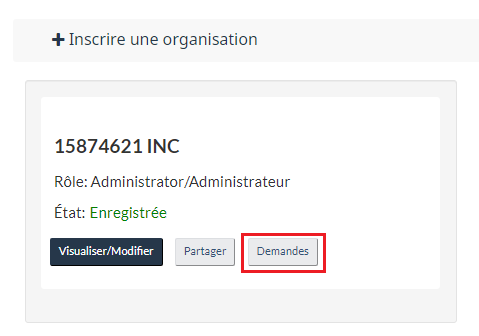 + Inscrire une organisation
15874621 INC
Rôle: Administrator/Administrateur
État: Enregistrée
Visualiser/Modifier Partager Demandes